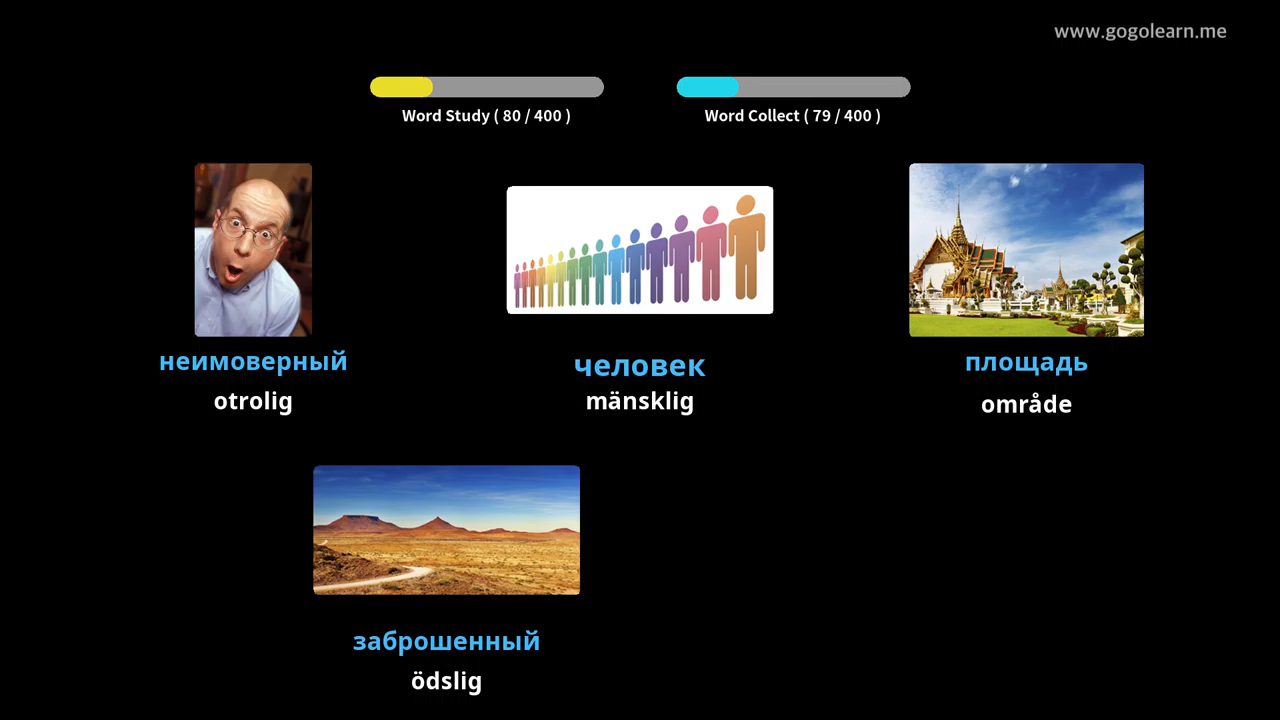 www.gogolearn.me
Word Study ( 80 / 400 )
Word Collect ( 79 / 400 )
неимоверный
otrolig
человек
mänsklig
площадь
område
заброшенный
ödslig